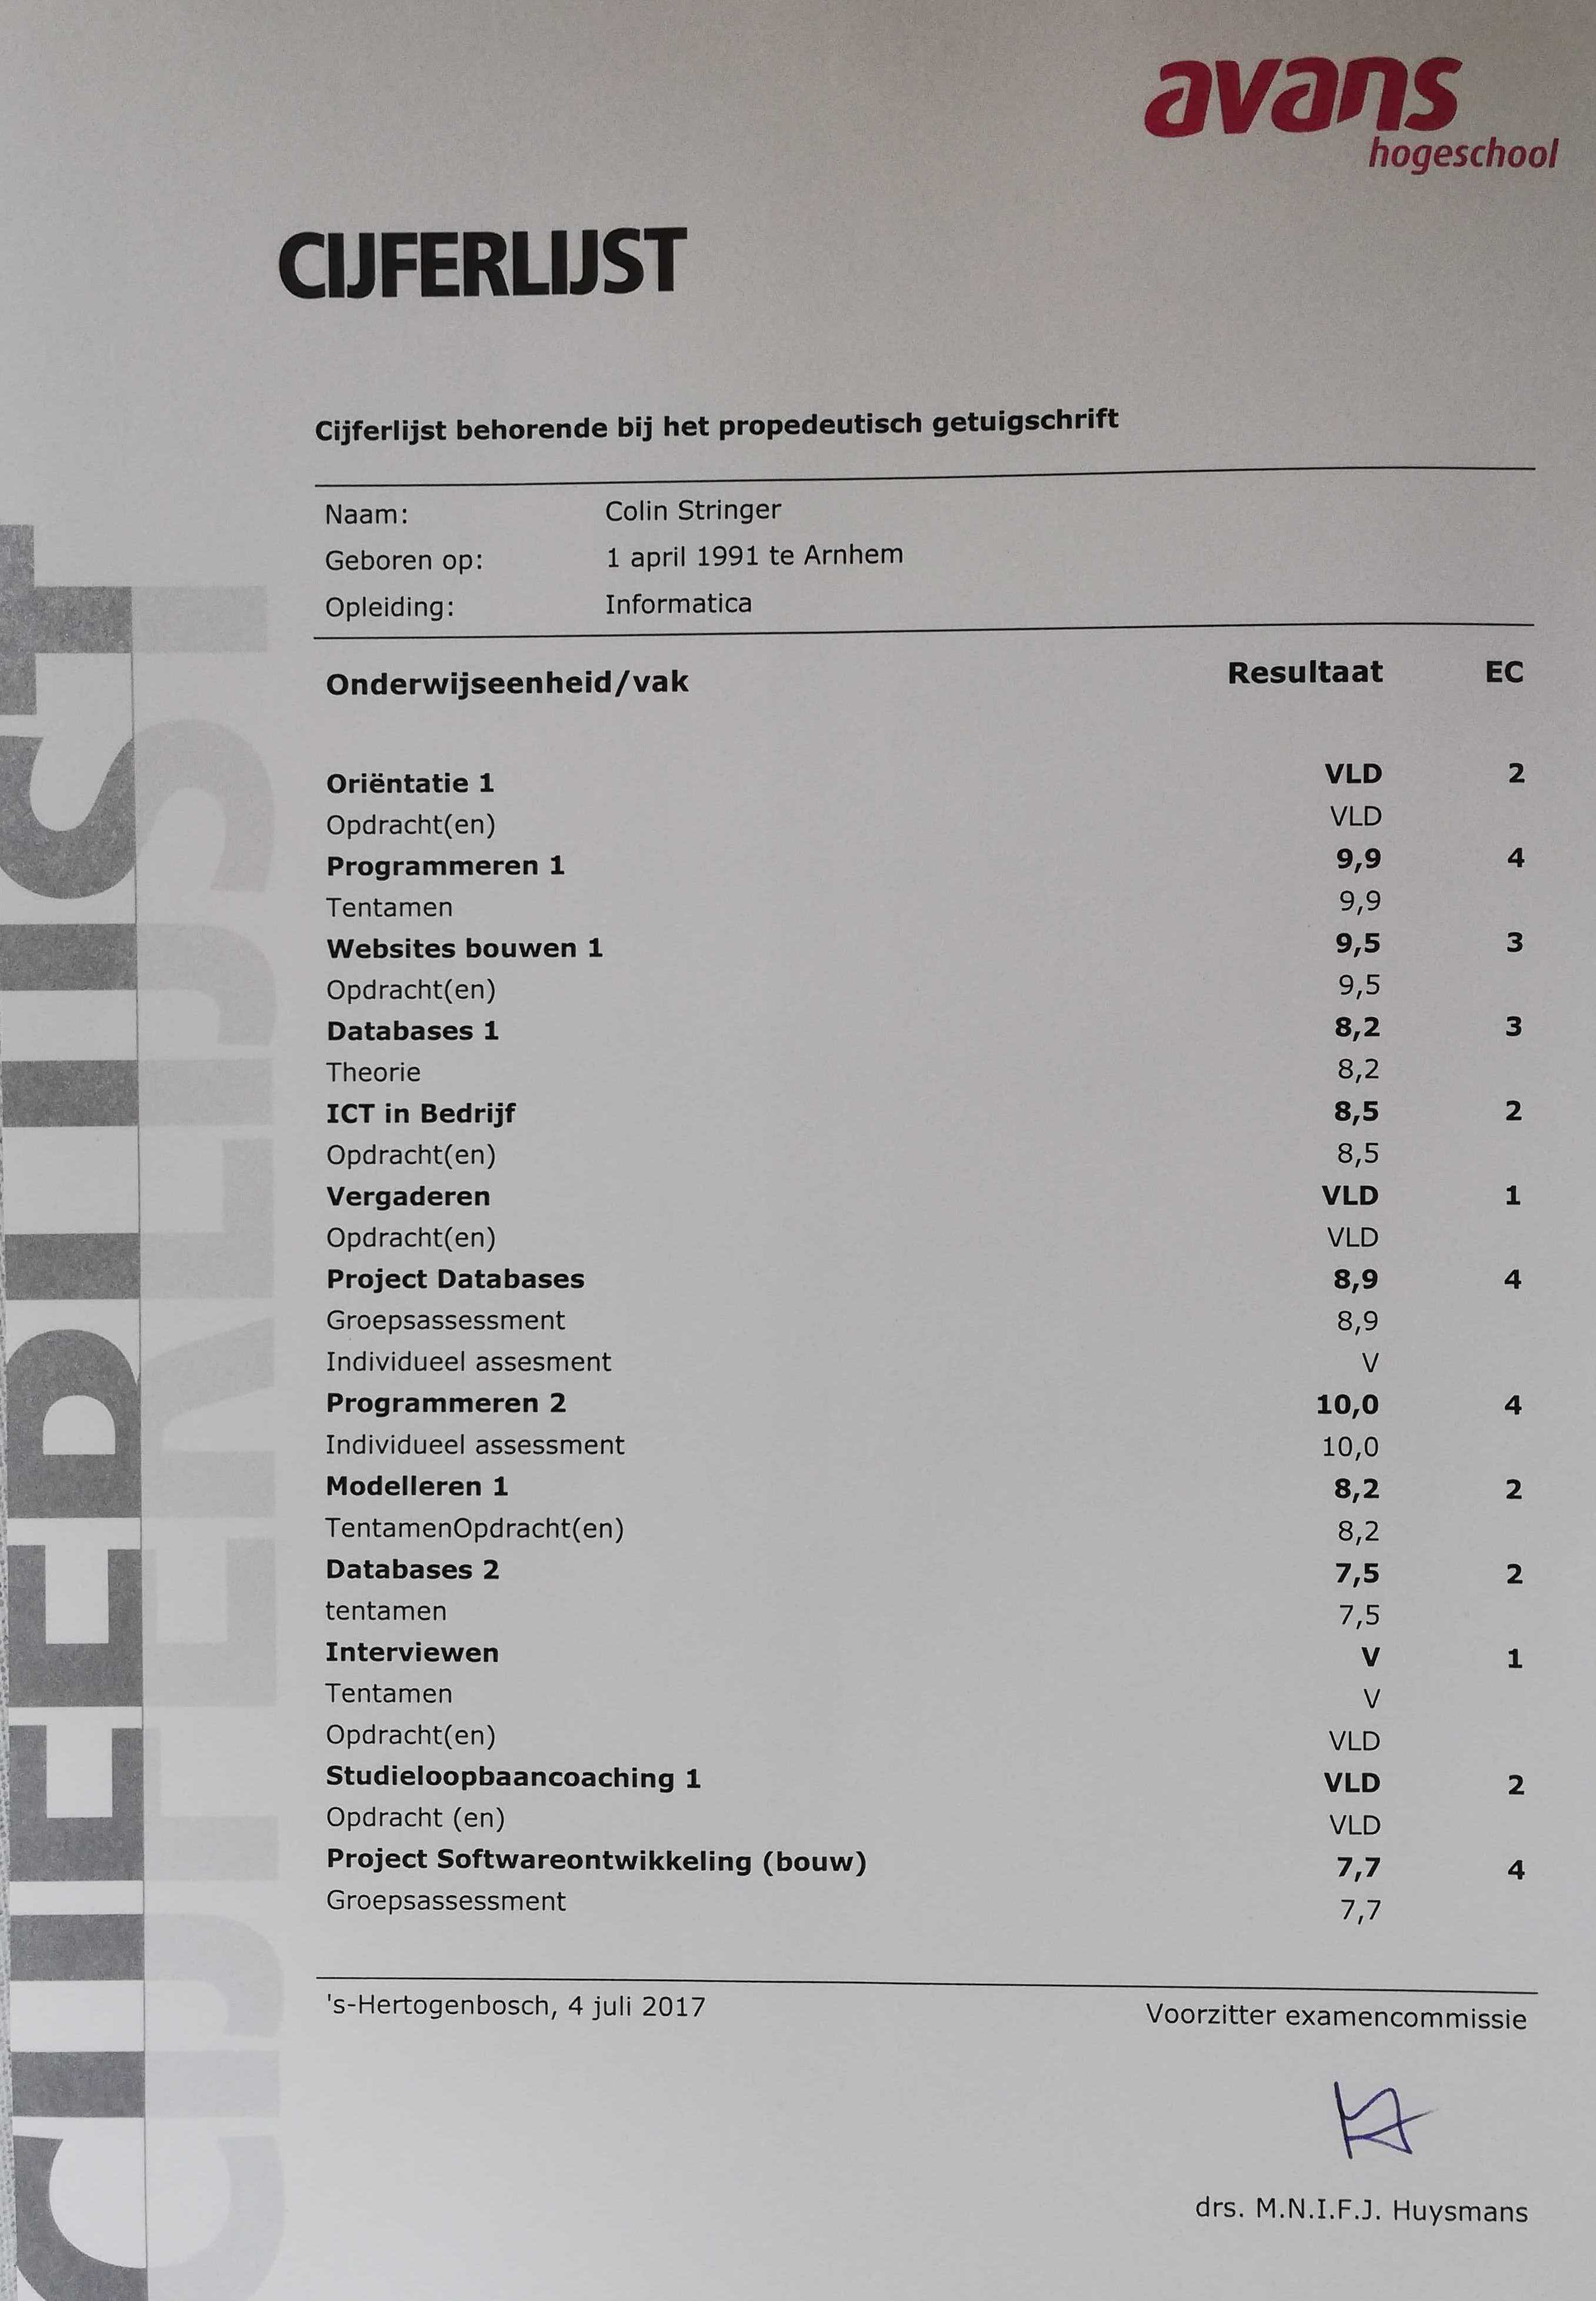 avans
hogeschool
CIJFERLIJST
Cijferlijst behorende bij het propedeutisch getuigschrift
Naam: Colin Stringer
Geboren op: 1 april 1991 te Arnhem
Opleiding: Informatica
Onderwijseenheid/vak Resultaat EC
Oriëntatie 1 VLD 2
Opdracht(en) VLD
Programmeren 1 9,9 4
Tentamen 9,9
Websites bouwen 1 9,5 3
Opdracht(en) 9,5
Databases 1 8,2 3
Theorie 8,2
ICT in Bedrijf 8,5 2
Opdracht(en) 8,5
Vergaderen VLD 1
Opdracht(en) VLD
Project Databases 8,9 4
Groepsassessment 8,9
Individueel assesment V
Programmeren 2 10,0 4
Individueel assessment 10,0
Modelleren 1 8,2 2
TentamenOpdracht(en) 8,2
Databases 2 7,5 2
tentamen 7,5
Interviewen V 1
Tentamen V
Opdracht(en) VLD
Studieloopbaancoaching 1 VLD 2
Opdracht (en) VLD
Project Softwareontwikkeling (bouw) 7,7 4
Groepsassessment 7,7
's-Hertogenbosch, 4 juli 2017 Voorzitter examencommissie
drs. M.N.I.F.J. Huysmans
CIJFERLIJST